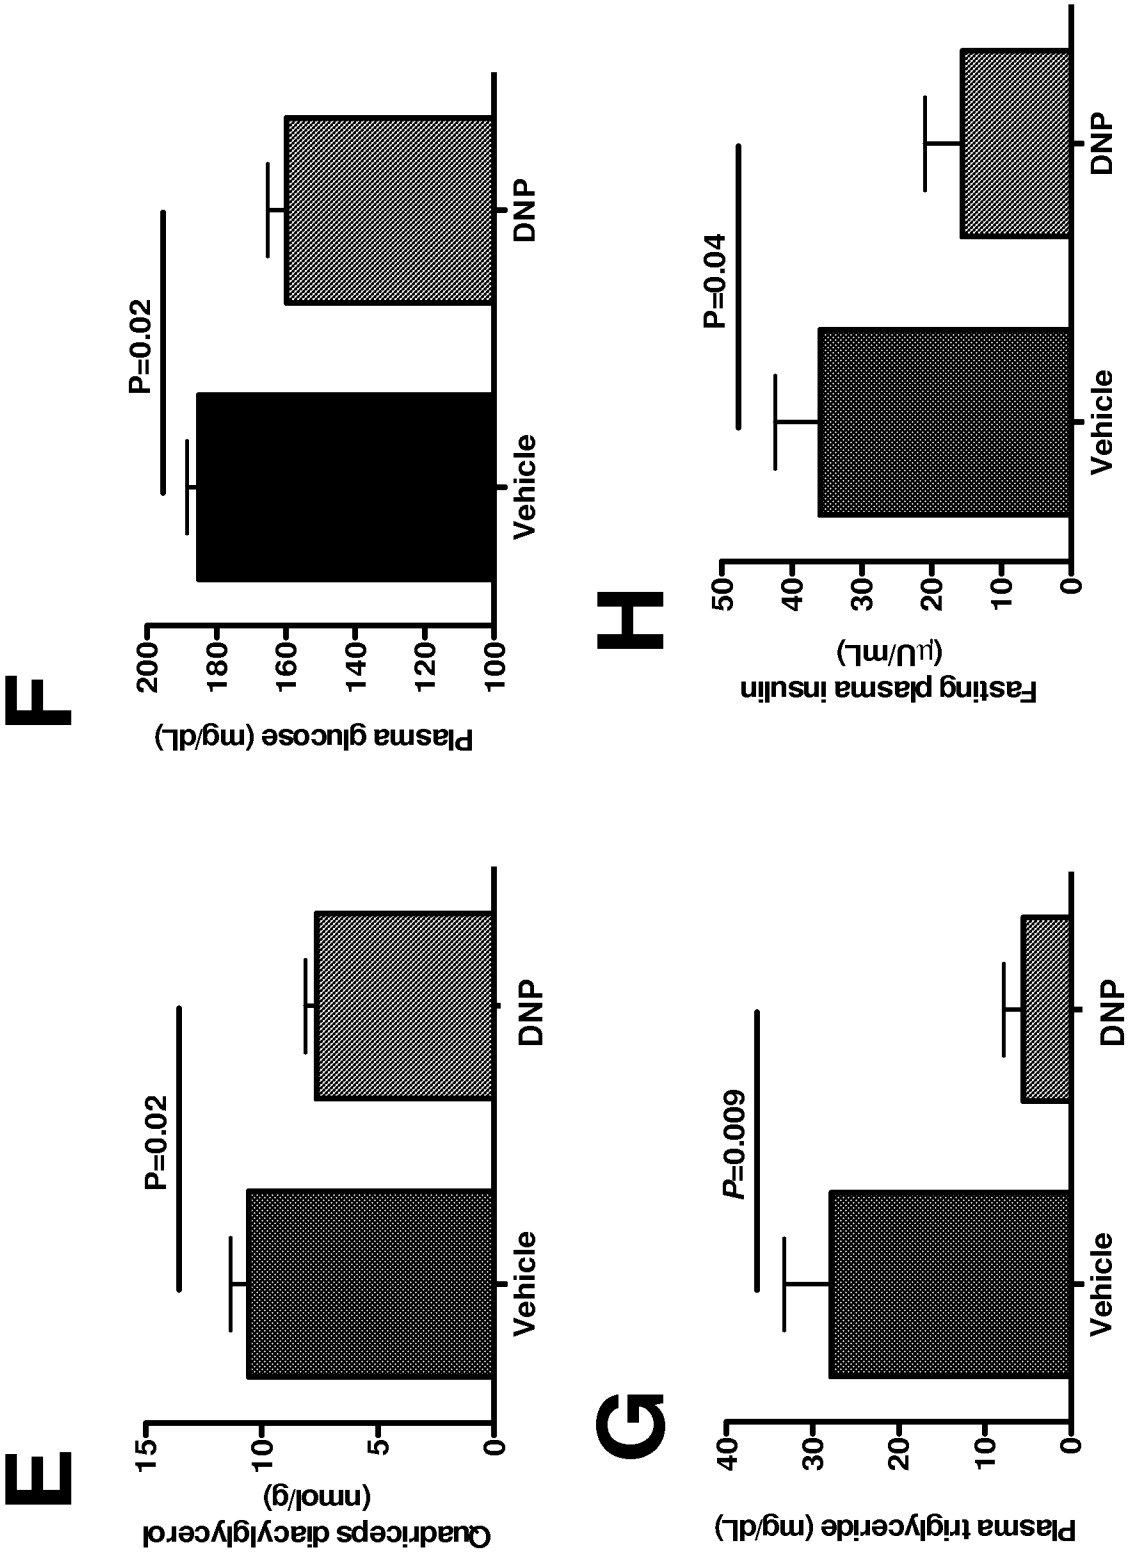 E
Quadriceps diacylglycerol
(nmol/g)
15
10
5
0
P=0.02
Vehicle
DNP
F
Plasma glucose (mg/dL)
200
180
160
140
120
100
P=0.02
Vehicle
DNP
G
Plasma triglyceride (mg/dL)
40
30
20
10
0
P=0.009
Vehicle
DNP
H
Fasting plasma insulin
(µU/mL)
50
40
30
20
10
0
P=0.04
Vehicle
DNP